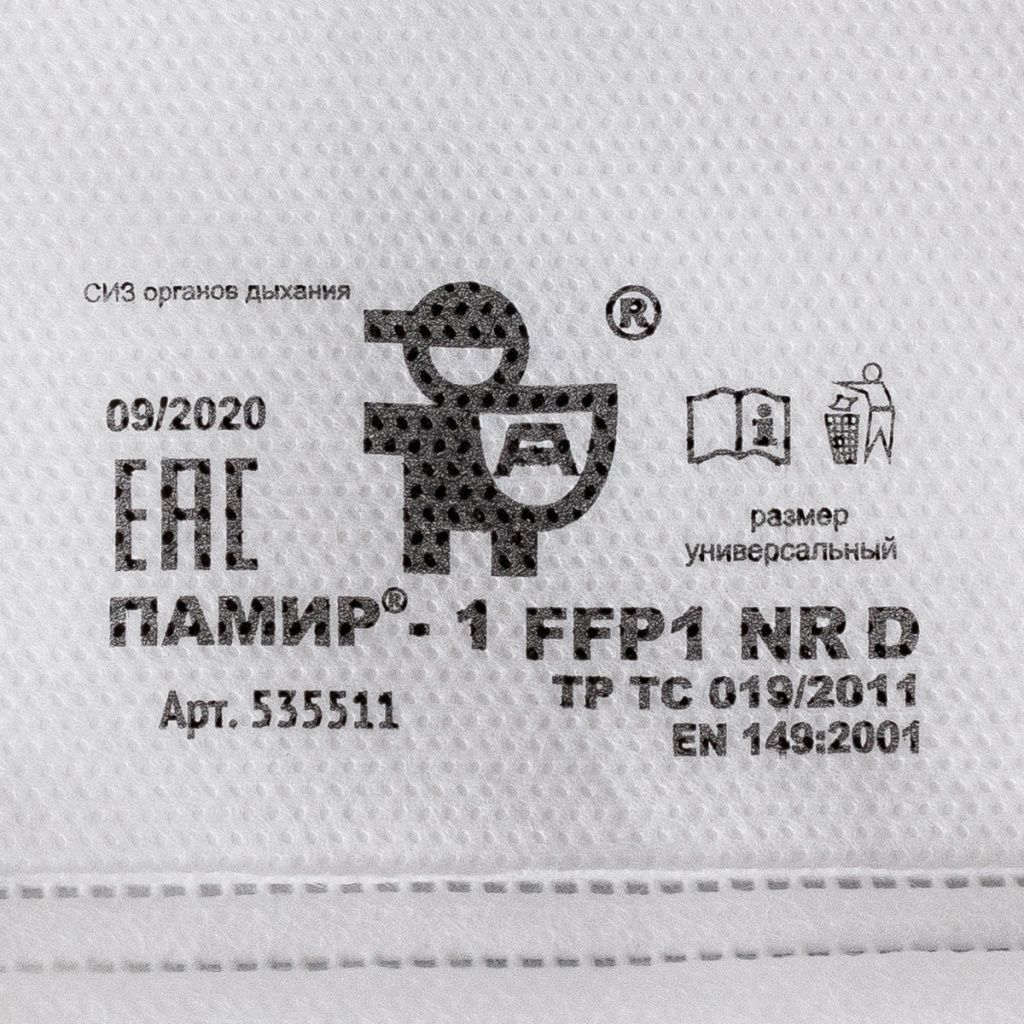 СИЗ органов дыхания
®
09/2020
EAC
размер
универсальный
ПАМИР®- 1 FFP1 NR D
Арт. 535511
ТР ТС 019/2011
EN 149:2001